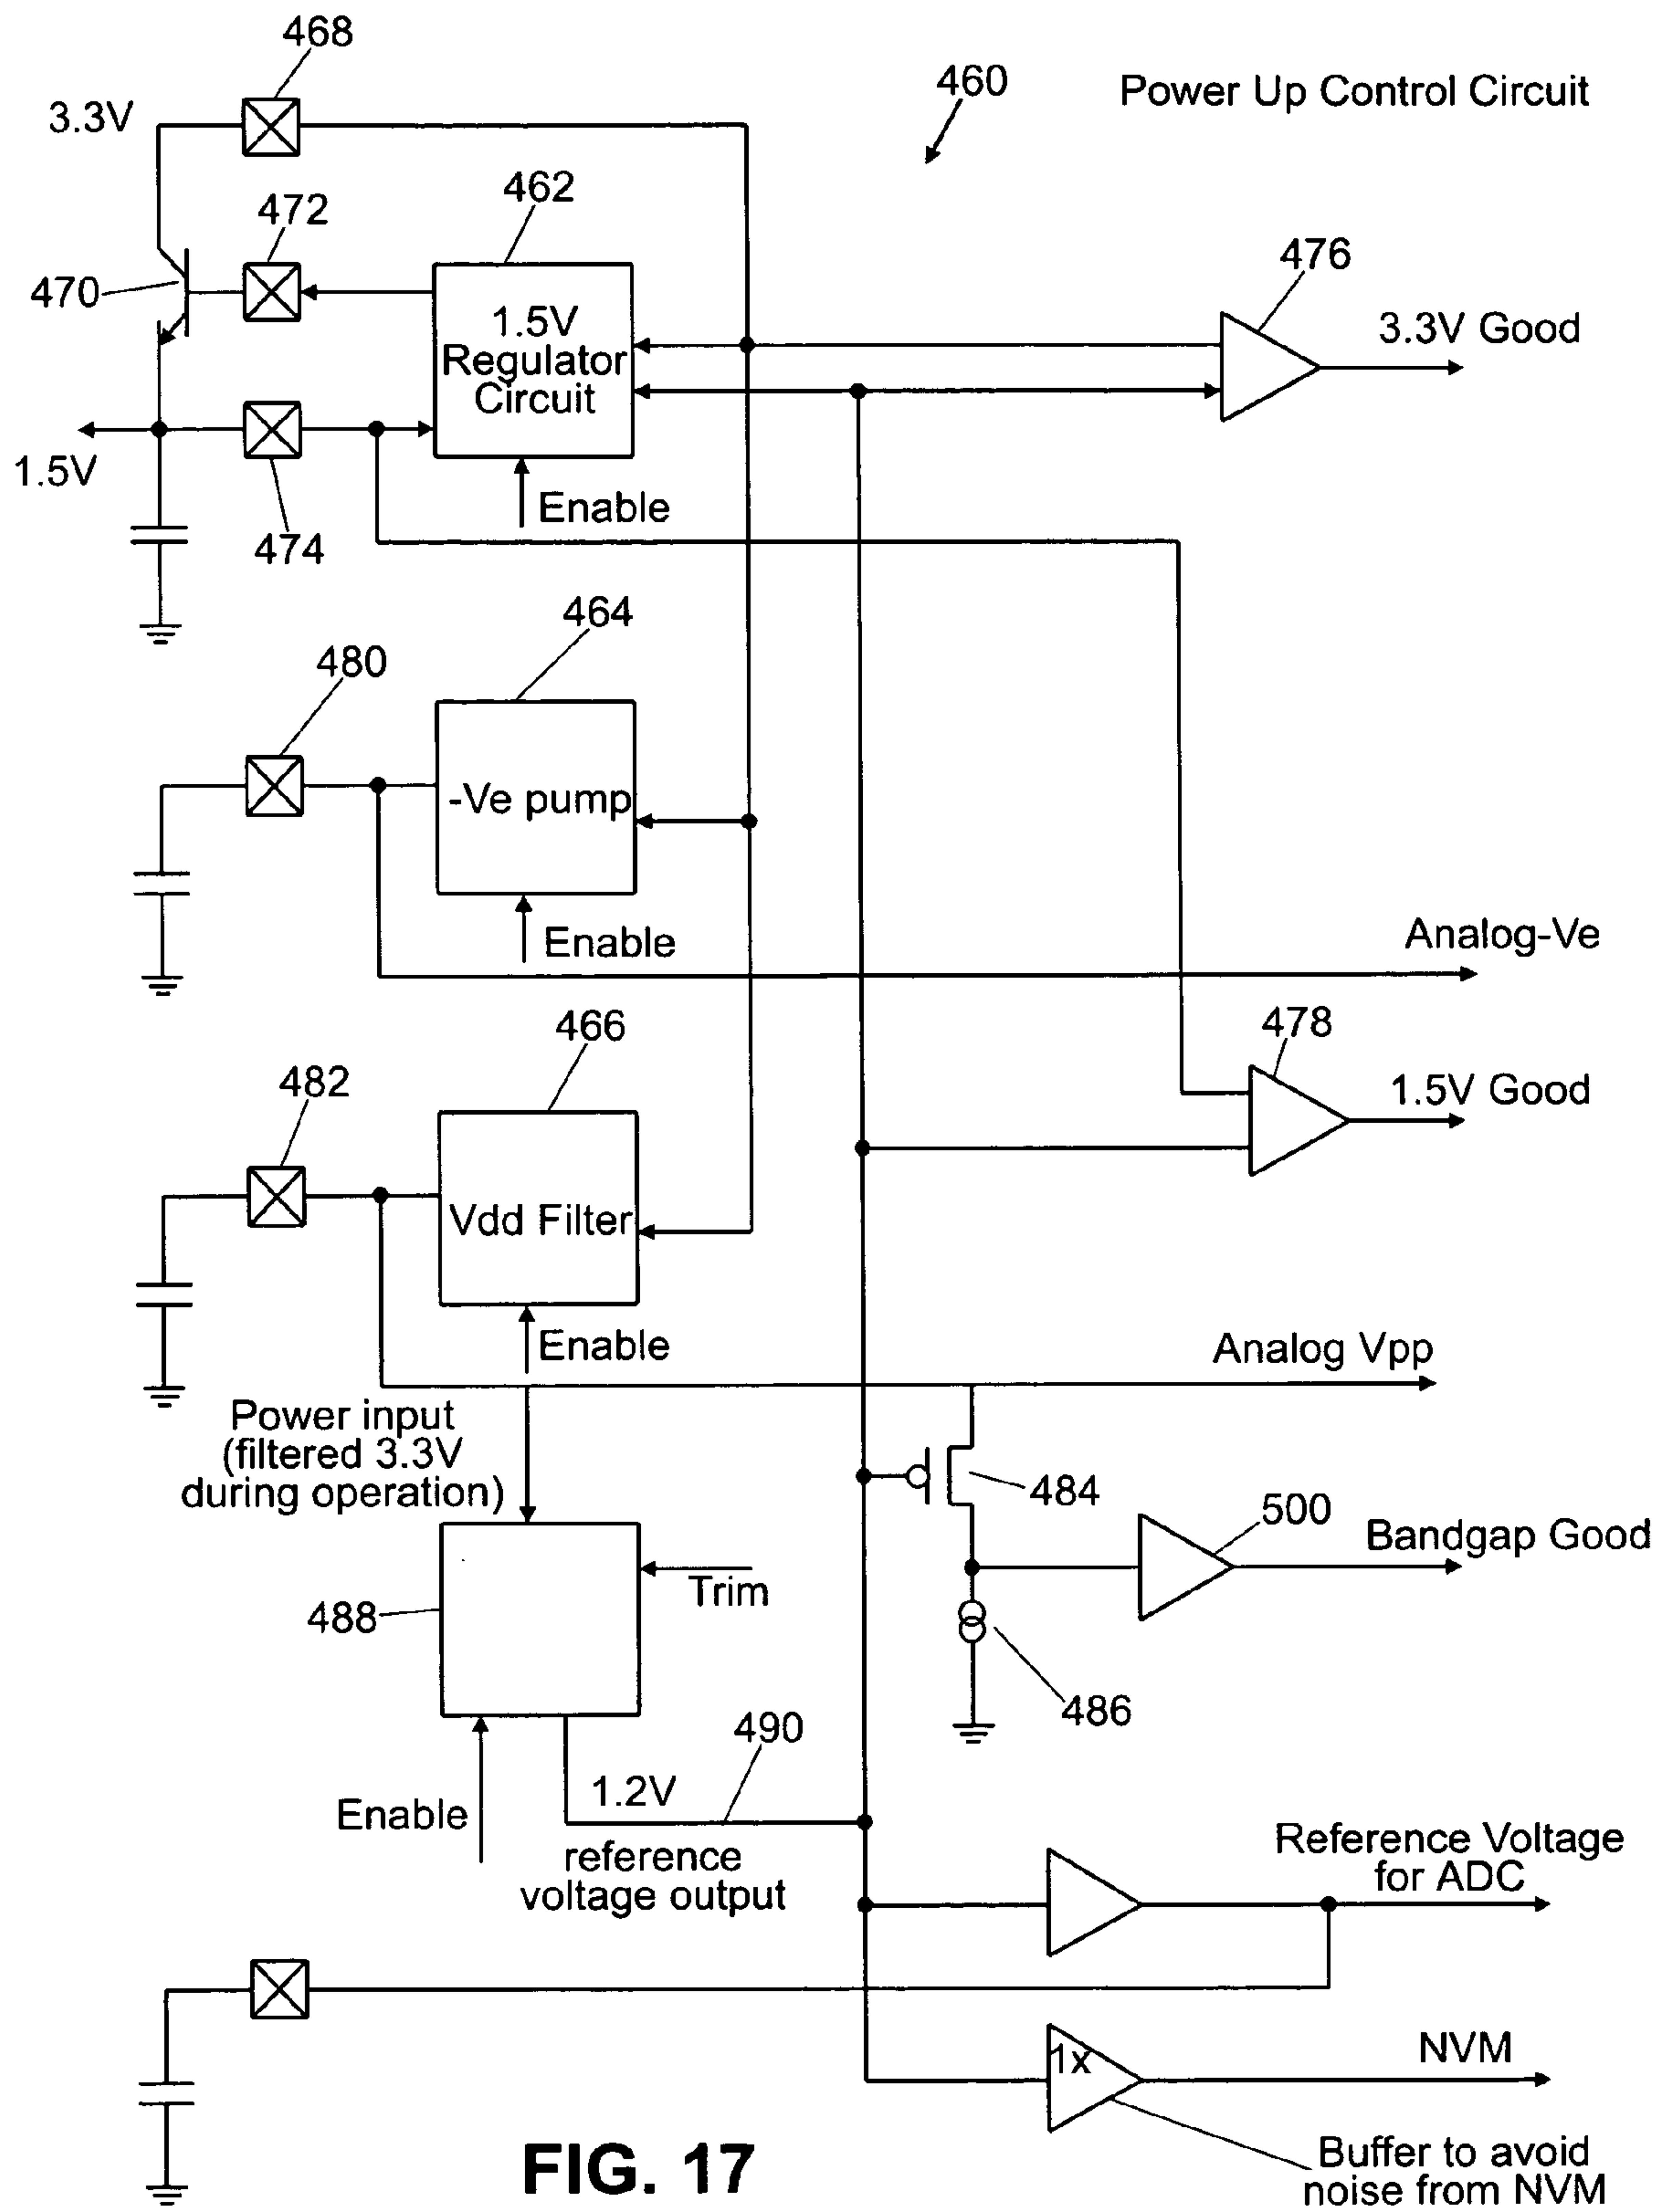 468
460
Power Up Control Circuit
3.3V
472
462
476
470
1.5V
Regulator
Circuit
3.3V Good
1.5V
474
Enable
464
480
-Ve pump
Enable
Analog-Ve
466
478
482
1.5V Good
Vdd Filter
Enable
Analog Vpp
Power input
(filtered 3.3V
during operation)
484
500
Bandgap Good
Trim
488
486
490
1.2V
Enable
reference
voltage output
Reference Voltage
for ADC
1x
NVM
Buffer to avoid
noise from NVM
FIG. 17